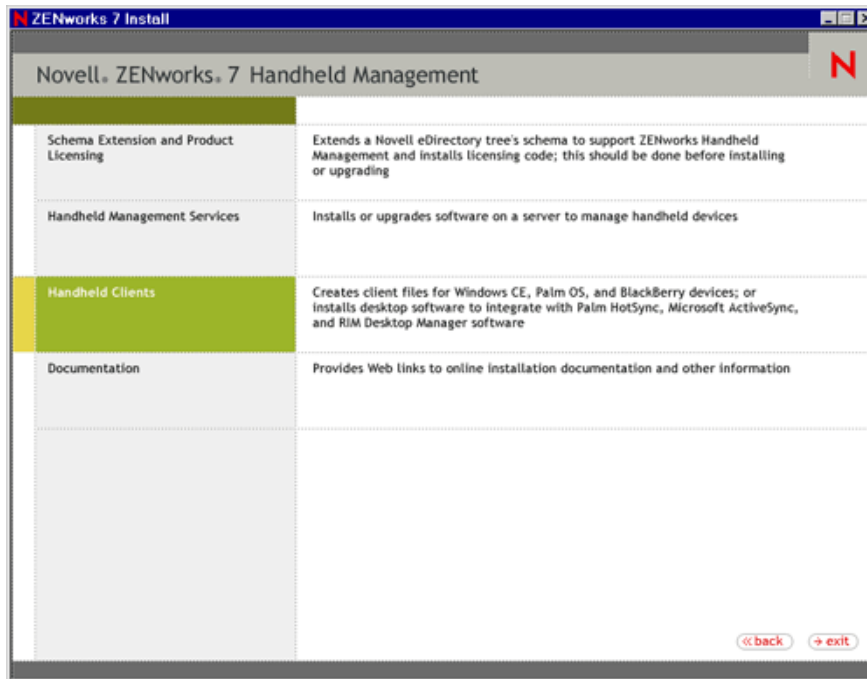 N ZENworks 7 Install
Novell® ZENworks® 7 Handheld Management
N
Schema Extension and Product
Licensing
Extends a Novell eDirectory tree's schema to support ZENworks Handheld
Management and installs licensing code; this should be done before installing
or upgrading
Handheld Management Services
Installs or upgrades software on a server to manage handheld devices
Handheld Clients
Creates client files for Windows CE, Palm OS, and BlackBerry devices; or
installs desktop software to integrate with Palm HotSync, Microsoft ActiveSync,
and RIM Desktop Manager software
Documentation
Provides Web links to online installation documentation and other information
back
exit